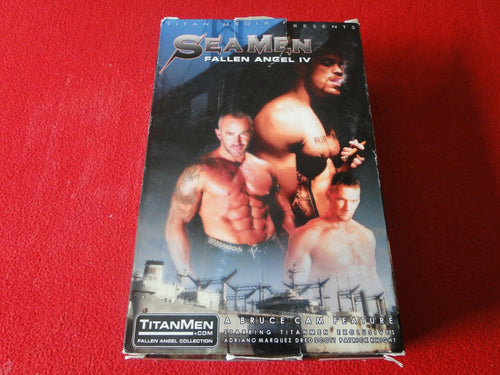 TITAN MEDIA PRESENTS
SEAMEN
FALLEN ANGEL IV
TITANMEN
.COM
FALLEN ANGEL COLLECTION
A BRUCE CAM FEATURE
STARRING TITANMEN EXCLUSIVES
ADRIANO MARQUEZ DRED SCOTT PATRICK KNIGHT